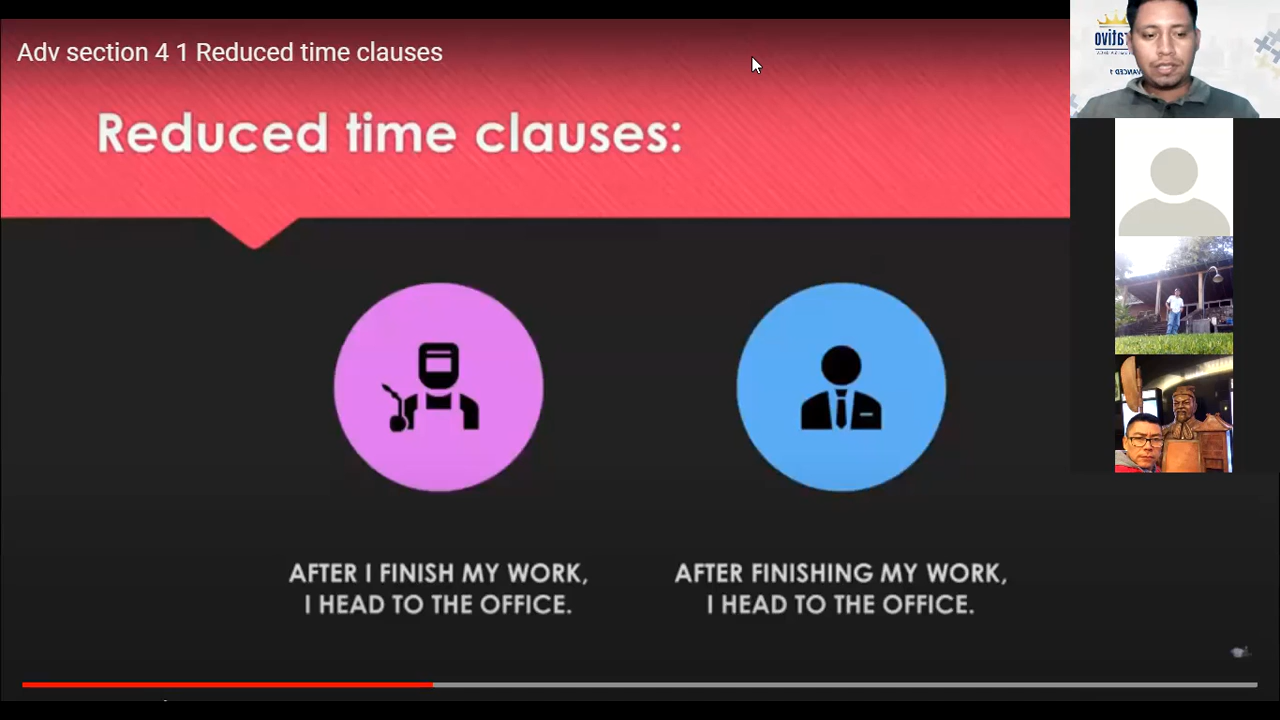 Adv section 4 1 Reduced time clauses
Reduced time clauses:
AFTER I FINISH MY WORK,
I HEAD TO THE OFFICE.
AFTER FINISHING MY WORK,
I HEAD TO THE OFFICE.